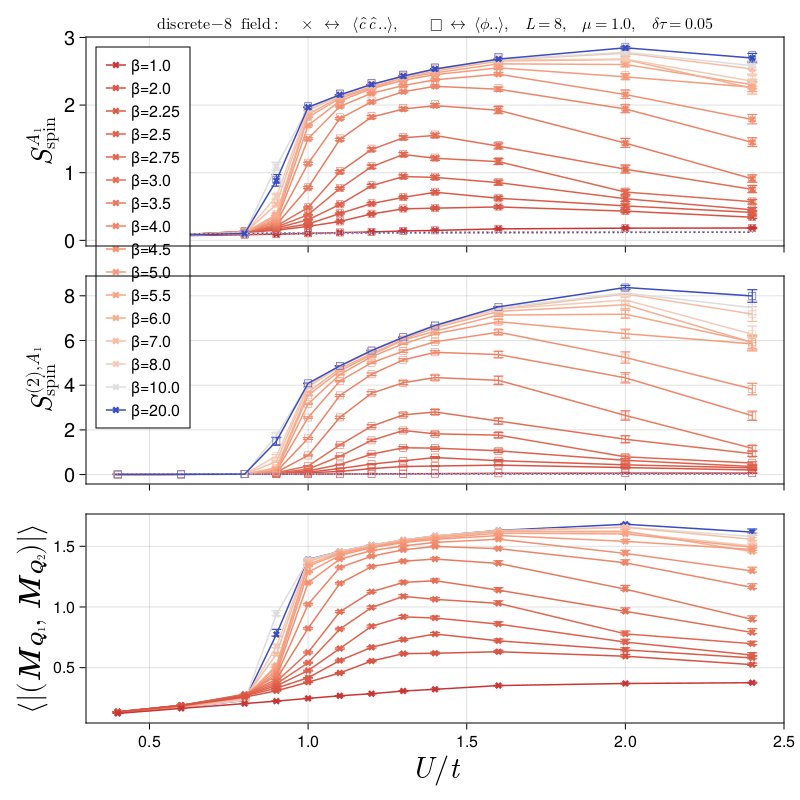 discrete−8 field : × ↔ ⟨ĉ ĉ ..⟩, □ ↔ ⟨ϕ..⟩, L = 8, μ = 1.0, δτ = 0.05
3
2
1
0
S_spin^{A_1}
β=1.0
β=2.0
β=2.25
β=2.5
β=2.75
β=3.0
β=3.5
β=4.0
β=4.5
β=5.0
β=5.5
β=6.0
β=7.0
β=8.0
β=10.0
β=20.0
8
6
4
2
0
S_spin^{(2),A_1}
1.5
1.0
0.5
⟨|(M_{Q_1}, M_{Q_2})|⟩
0.5 1.0 1.5 2.0 2.5
U/t